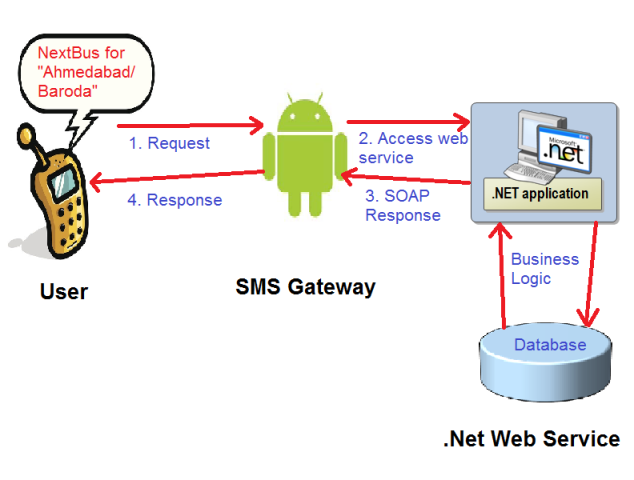 NextBus for
"Ahmedabad/
Baroda"
1. Request
2. Access web
service
Microsoft
.net
.NET application
4. Response
3. SOAP
Response
Business
Logic
User
SMS Gateway
Database
.Net Web Service